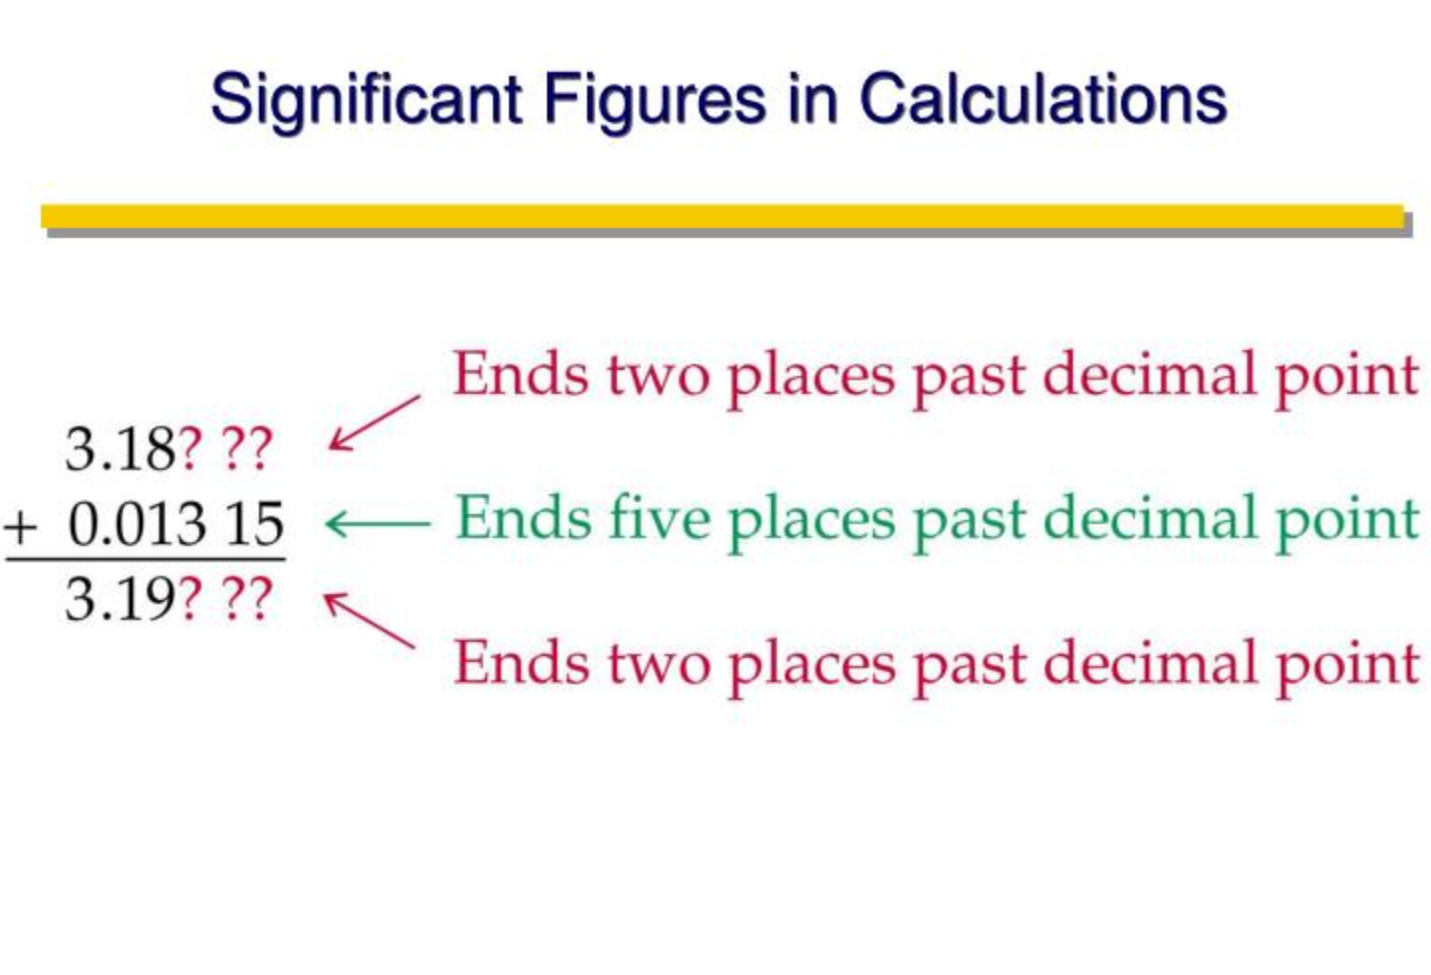 Significant Figures in Calculations
Ends two places past decimal point
3.18? ??
+ 0.013 15
Ends five places past decimal point
3.19? ??
Ends two places past decimal point